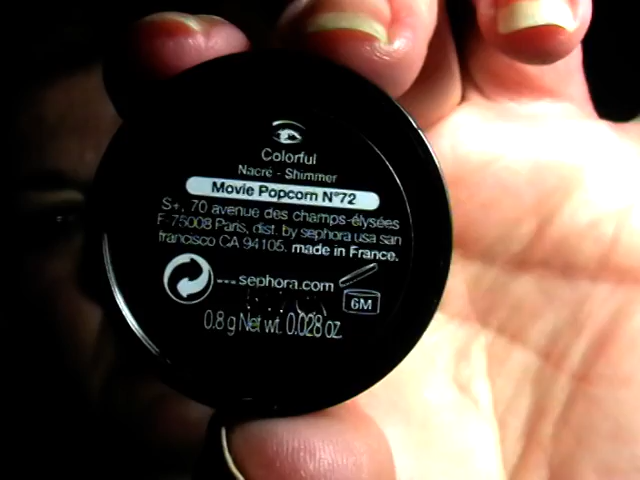 Colorful
Nacré - Shimmer
Movie Popcorn N°72
S+, 70 avenue des champs-élysées
F-75008 Paris, dist. by sephora usa san
francisco CA 94105. made in France.
---sephora.com
6M
0.8 g Net wt. 0.028 oz.